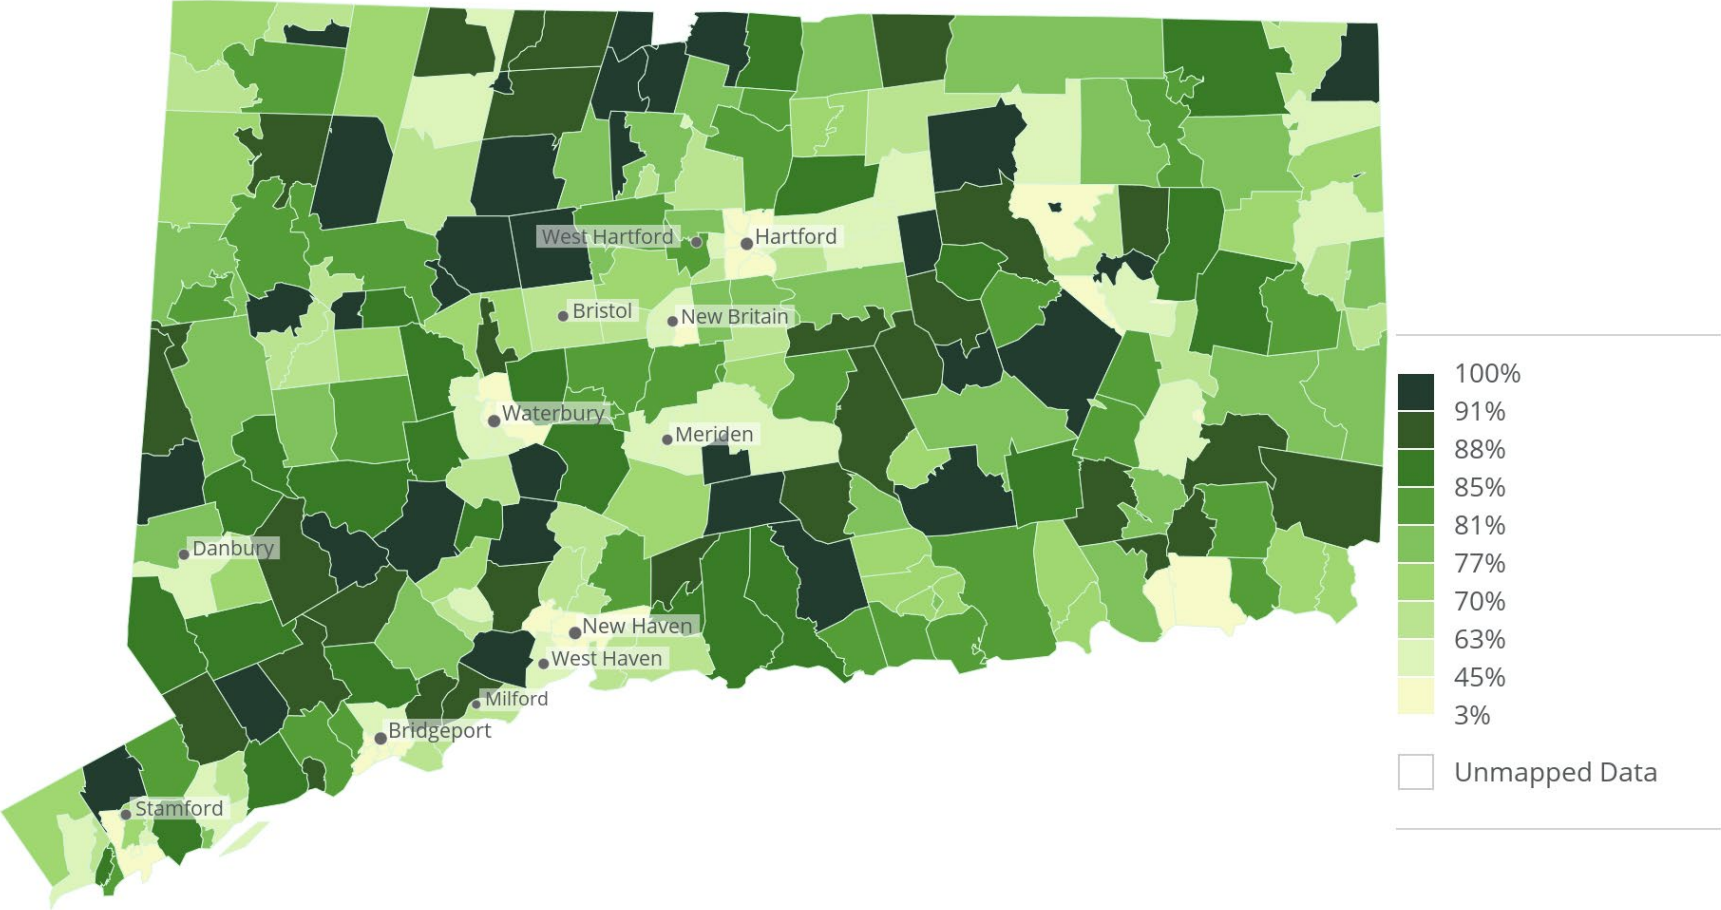 West Hartford
Hartford
Bristol
New Britain
Waterbury
Meriden
Danbury
New Haven
West Haven
Milford
Bridgeport
Stamford
100%
91%
88%
85%
81%
77%
70%
63%
45%
3%
Unmapped Data